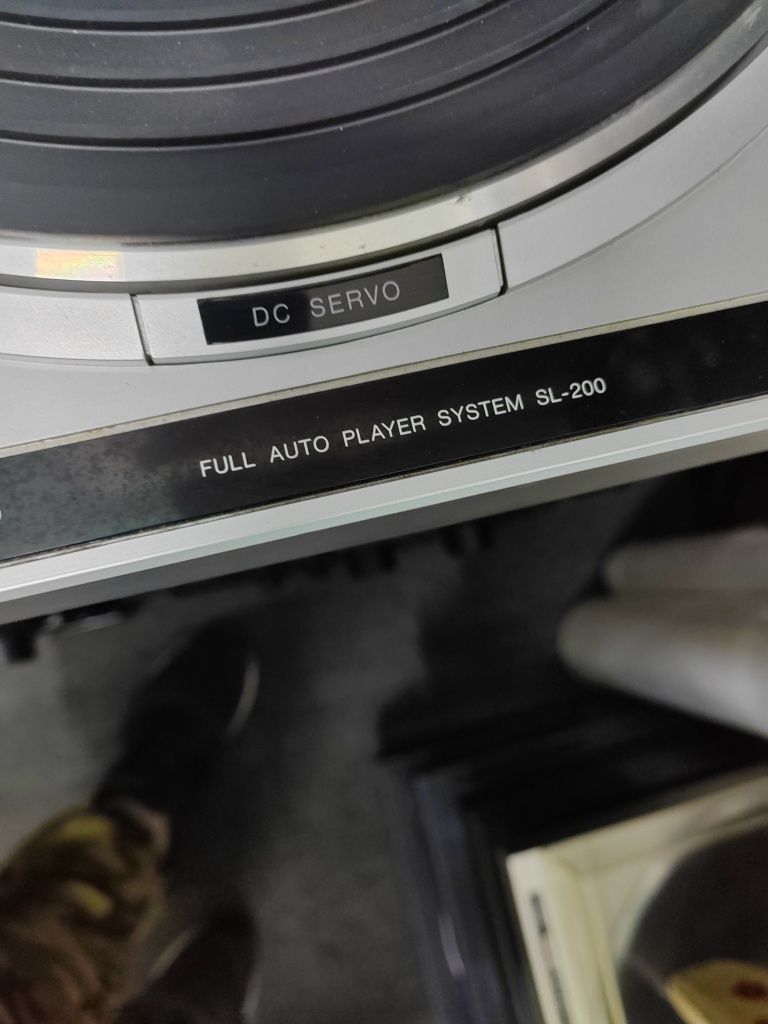 DC SERVO
FULL AUTO PLAYER SYSTEM SL-200